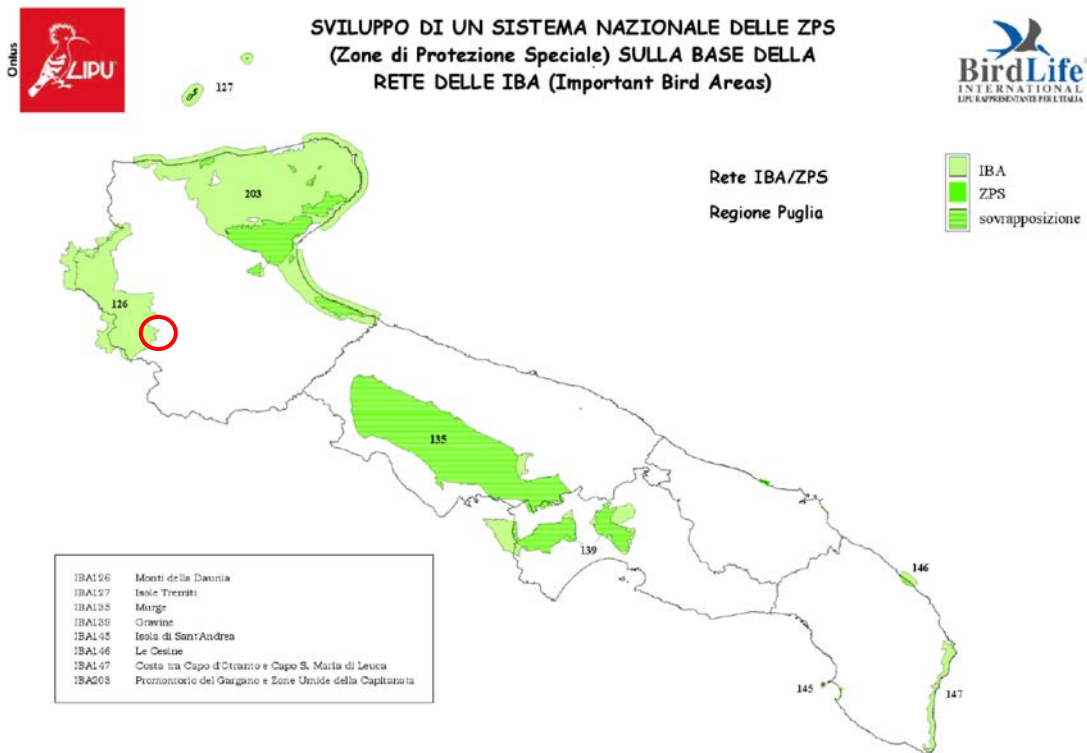 Onlus
LIPU
SVILUPPO DI UN SISTEMA NAZIONALE DELLE ZPS
(Zone di Protezione Speciale) SULLA BASE DELLA
RETE DELLE IBA (Important Bird Areas)
BirdLife
INTERNATIONAL
LIPU RAPPRESENTANTE PER L'ITALIA
127
Rete IBA/ZPS
Regione Puglia
IBA
ZPS
sovrapposizione
203
126
135
139
146
145
147
IBA126 Monti della Daunia
IBA127 Isole Tremiti
IBA135 Murge
IBA139 Gravine
IBA145 Isola di Sant'Andrea
IBA146 Le Cesine
IBA147 Costa tra Capo d'Otranto e Capo S. Maria di Leuca
IBA203 Promontorio del Gargano e Zone Umide della Capitanata